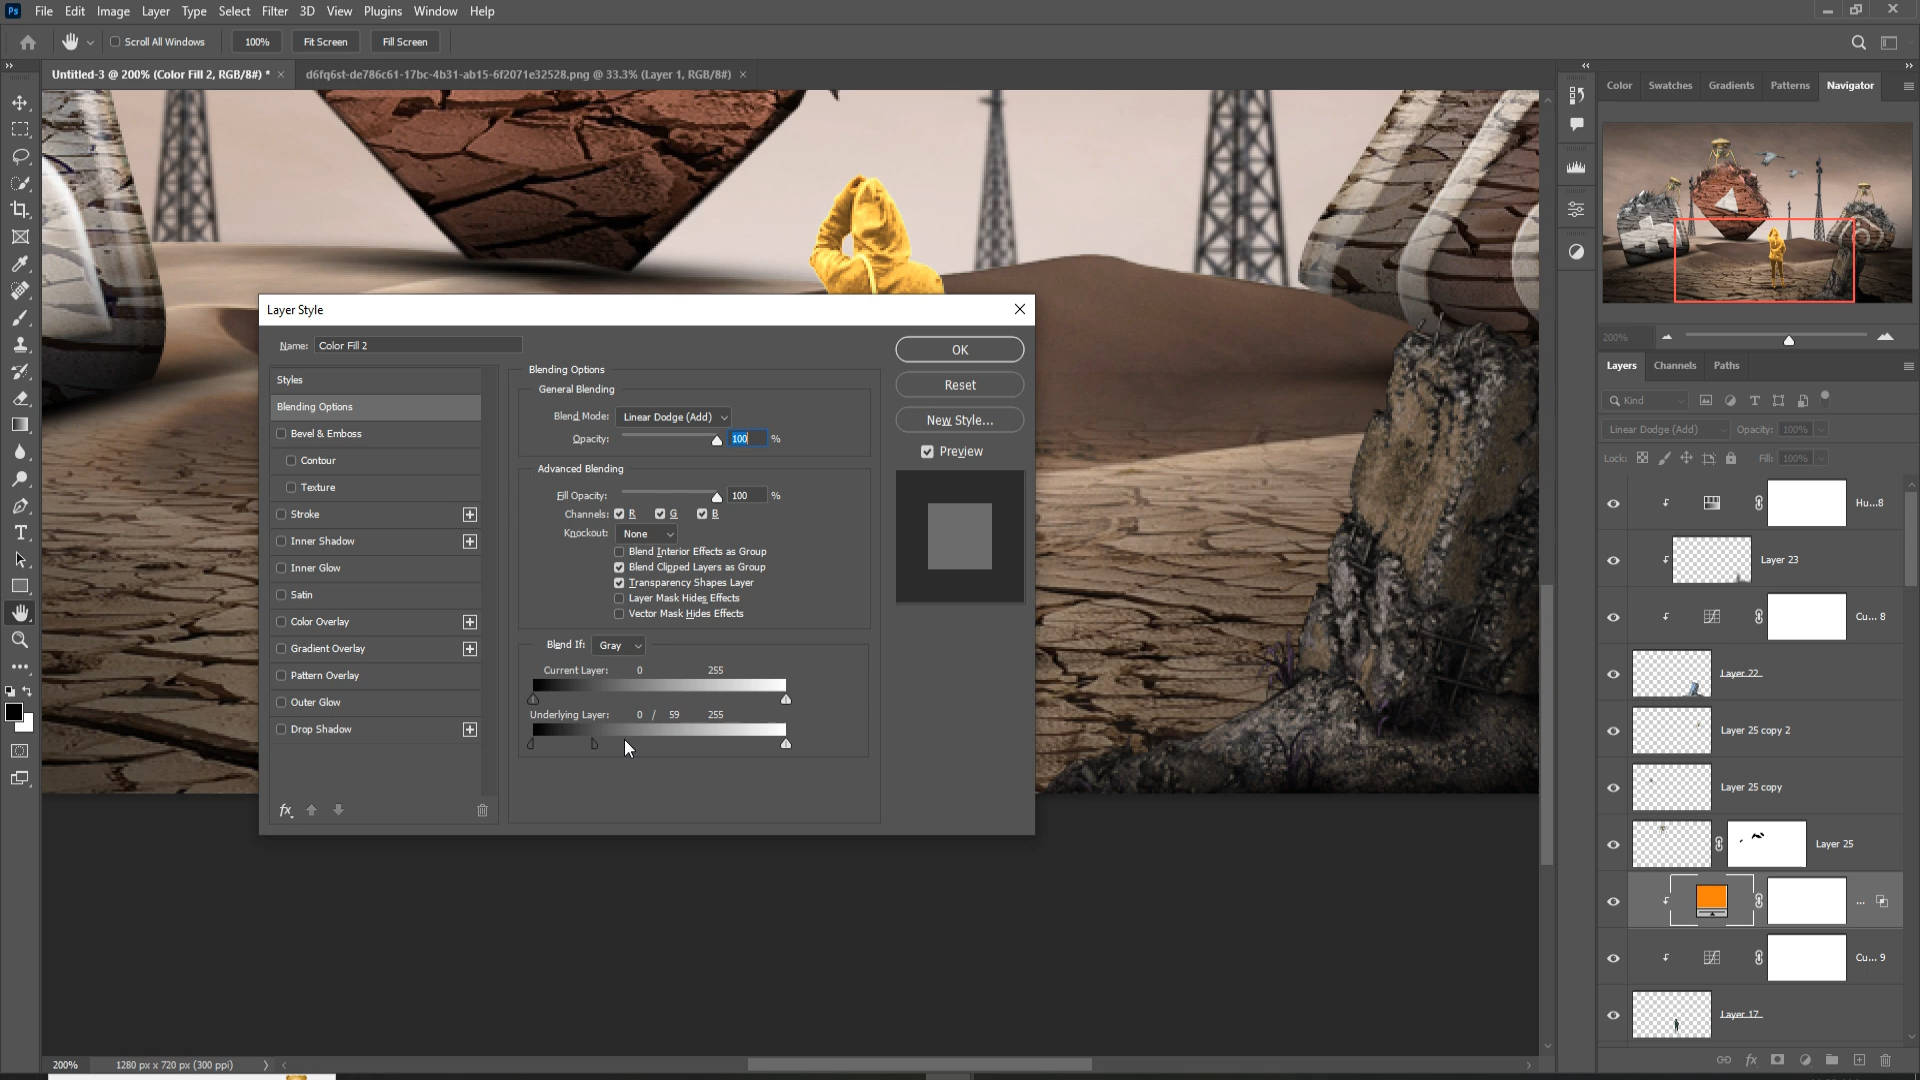 Ps File Edit Image Layer Type Select Filter 3D View Plugins Window Help
Scroll All Windows 100% Fit Screen Fill Screen
Untitled-3 @ 200% (Color Fill 2, RGB/8#) * d6fq6st-de786c61-17bc-4b31-ab15-6f2071e32528.png @ 33.3% (Layer 1, RGB/8#)
Color Swatches Gradients Patterns Navigator
200%
Layers Channels Paths
Kind
Linear Dodge (Add) Opacity: 100%
Lock: Fill: 100%
Hu...8
Layer 23
Cu... 8
Layer 22
Layer 25 copy 2
Layer 25 copy
Layer 25
...
Cu... 9
Layer 17
Layer Style
Name: Color Fill 2
Styles
Blending Options
Bevel & Emboss
Contour
Texture
Stroke
Inner Shadow
Inner Glow
Satin
Color Overlay
Gradient Overlay
Pattern Overlay
Outer Glow
Drop Shadow
fx
Blending Options
General Blending
Blend Mode: Linear Dodge (Add)
Opacity: 100 %
Advanced Blending
Fill Opacity: 100 %
Channels: R G B
Knockout: None
Blend Interior Effects as Group
Blend Clipped Layers as Group
Transparency Shapes Layer
Layer Mask Hides Effects
Vector Mask Hides Effects
Blend If: Gray
Current Layer: 0 255
Underlying Layer: 0 / 59 255
OK
Reset
New Style...
Preview
200% 1280 px x 720 px (300 ppi)
fx